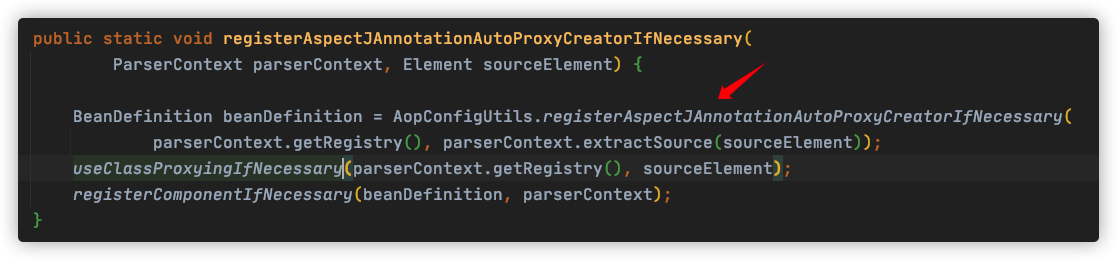 public static void registerAspectJAnnotationAutoProxyCreatorIfNecessary(
        ParserContext parserContext, Element sourceElement) {
    BeanDefinition beanDefinition = AopConfigUtils.registerAspectJAnnotationAutoProxyCreatorIfNecessary(
            parserContext.getRegistry(), parserContext.extractSource(sourceElement));
    useClassProxyingIfNecessary(parserContext.getRegistry(), sourceElement);
    registerComponentIfNecessary(beanDefinition, parserContext);
}